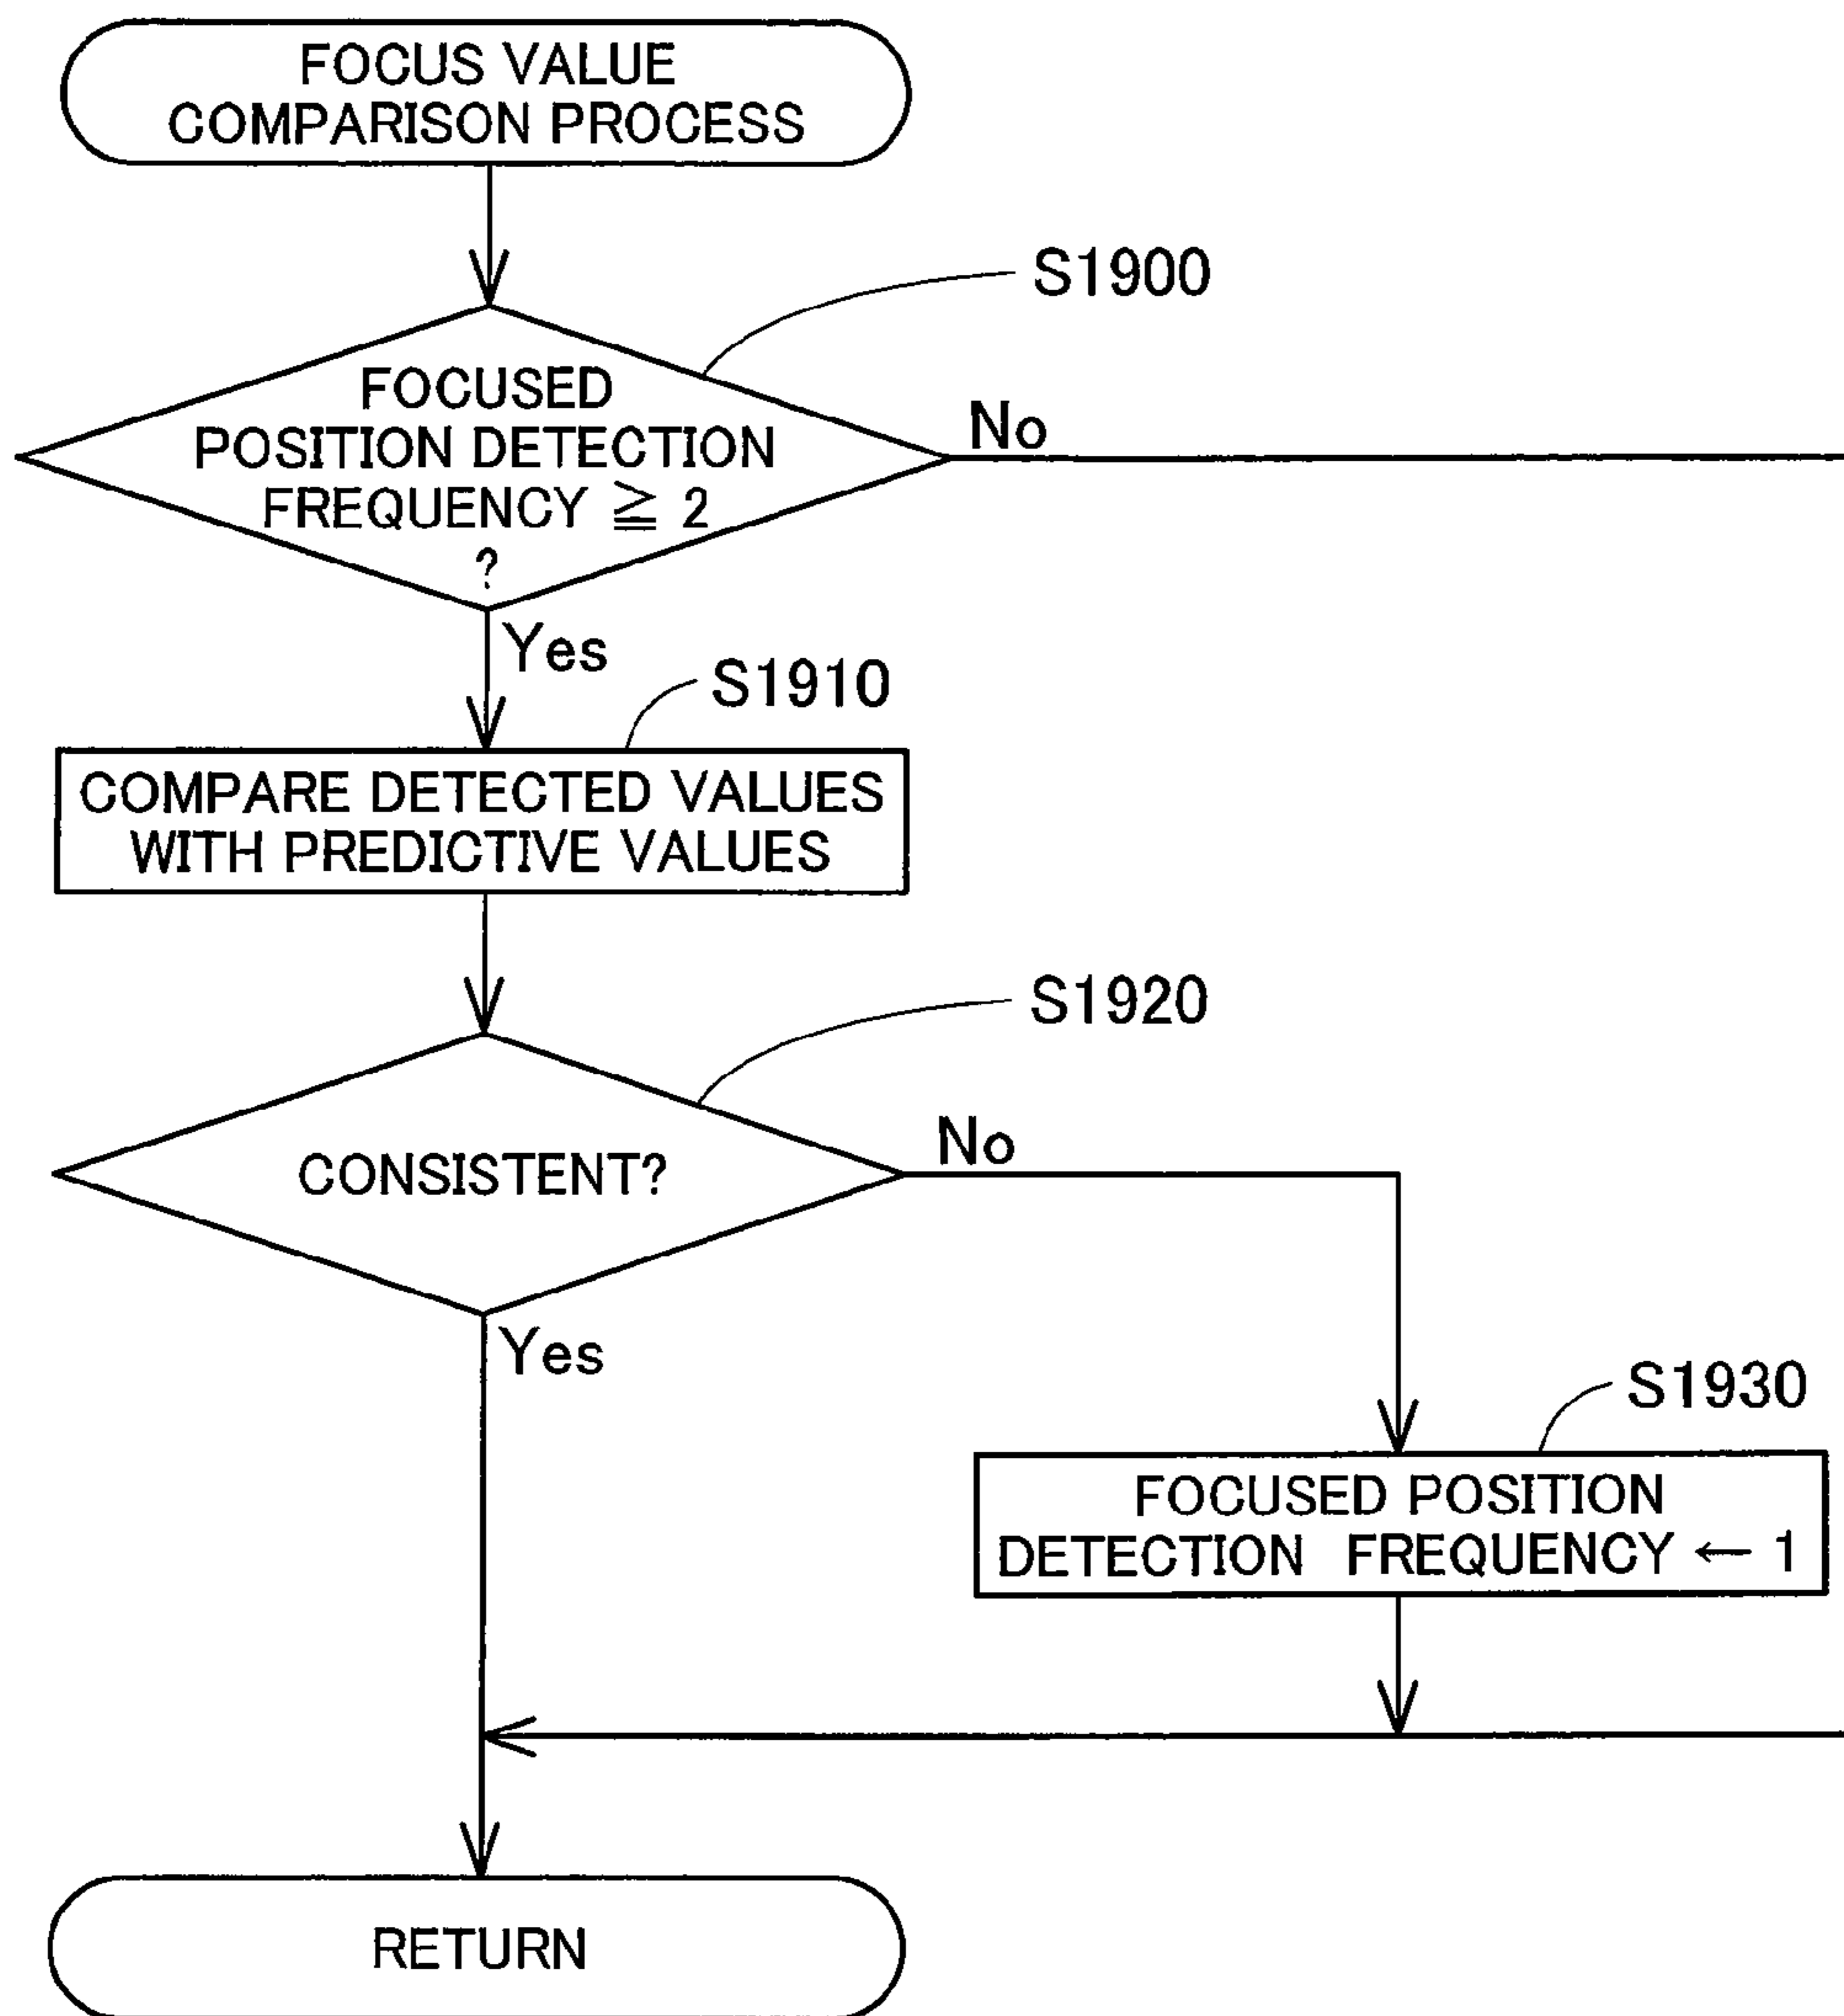 FOCUS VALUE
COMPARISON PROCESS
S1900
FOCUSED
POSITION DETECTION
FREQUENCY ≧ 2
?
No
Yes
S1910
COMPARE DETECTED VALUES
WITH PREDICTIVE VALUES
S1920
CONSISTENT?
No
Yes
S1930
FOCUSED POSITION
DETECTION FREQUENCY ← 1
RETURN